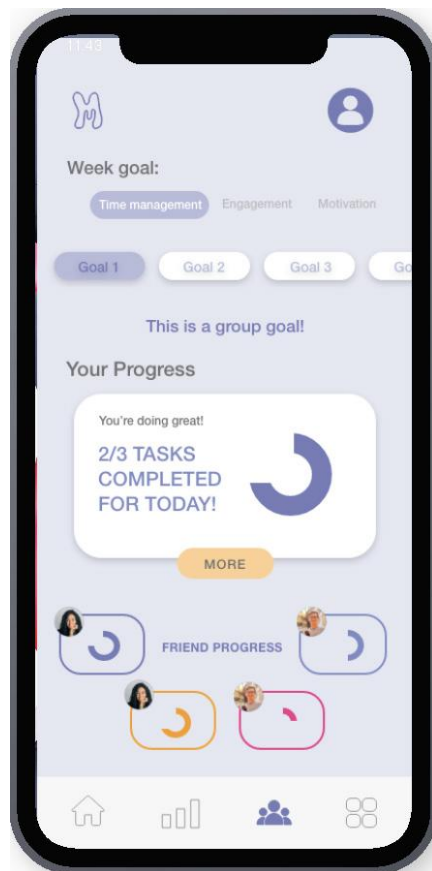 11:43
Week goal:
Time management Engagement Motivation
Goal 1 Goal 2 Goal 3 Go
This is a group goal!
Your Progress
You're doing great!
2/3 TASKS
COMPLETED
FOR TODAY!
MORE
FRIEND PROGRESS